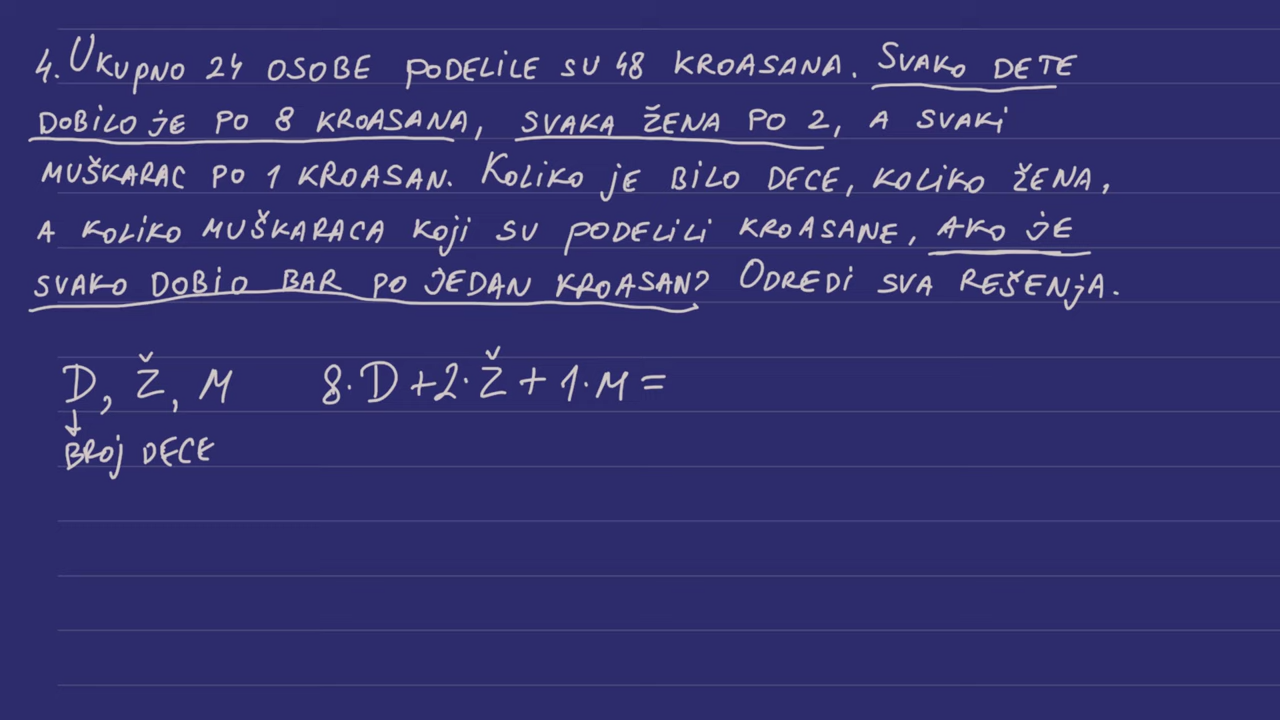 4. Ukupno 24 OSOBE PODELILE SU 48 KROASANA. SVAKO DETE
DOBILO JE PO 8 KROASANA, SVAKA ŽENA PO 2, A SVAKI
MUŠKARAC PO 1 KROASAN. KOLIKO JE BILO DECE, KOLIKO ŽENA,
A KOLIKO MUŠKARACA KOJI SU PODELILI KROASANE, AKO JE
SVAKO DOBIO BAR PO JEDAN KROASAN? ODREDI SVA REŠENJA.
D, Ž, M 8·D+2·Ž+1·M=
↓
BROJ DECE